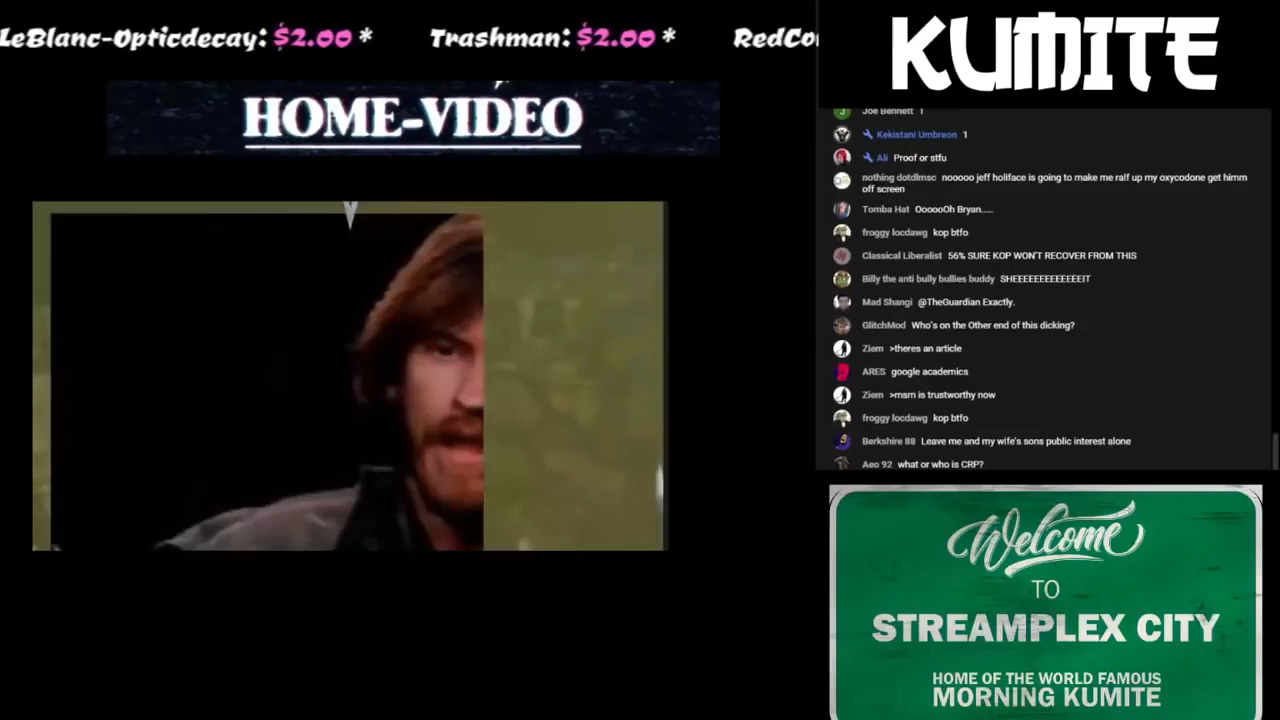 LeBlanc-Opticdecay: $2.00 * Trashman: $2.00 * RedCo
KUMITE
HOME-VIDEO
Joe Bennett 1
Kekistani Umbreon 1
Ali Proof or stfu
nothing dotdlmsc nooooo jeff holiface is going to make me ralf up my oxycodone get himm
off screen
Tomba Hat OooooOh Bryan.....
froggy locdawg kop btfo
Classical Liberalist 56% SURE KOP WON'T RECOVER FROM THIS
Billy the anti bully bullies buddy SHEEEEEEEEEEEEEIT
Mad Shangi @TheGuardian Exactly.
GlitchMod Who's on the Other end of this dicking?
Ziem >theres an article
ARES google academics
Ziem >msm is trustworthy now
froggy locdawg kop btfo
Berkshire 88 Leave me and my wife's sons public interest alone
Aeo 92 what or who is CRP?
Welcome
TO
STREAMPLEX CITY
HOME OF THE WORLD FAMOUS
MORNING KUMITE